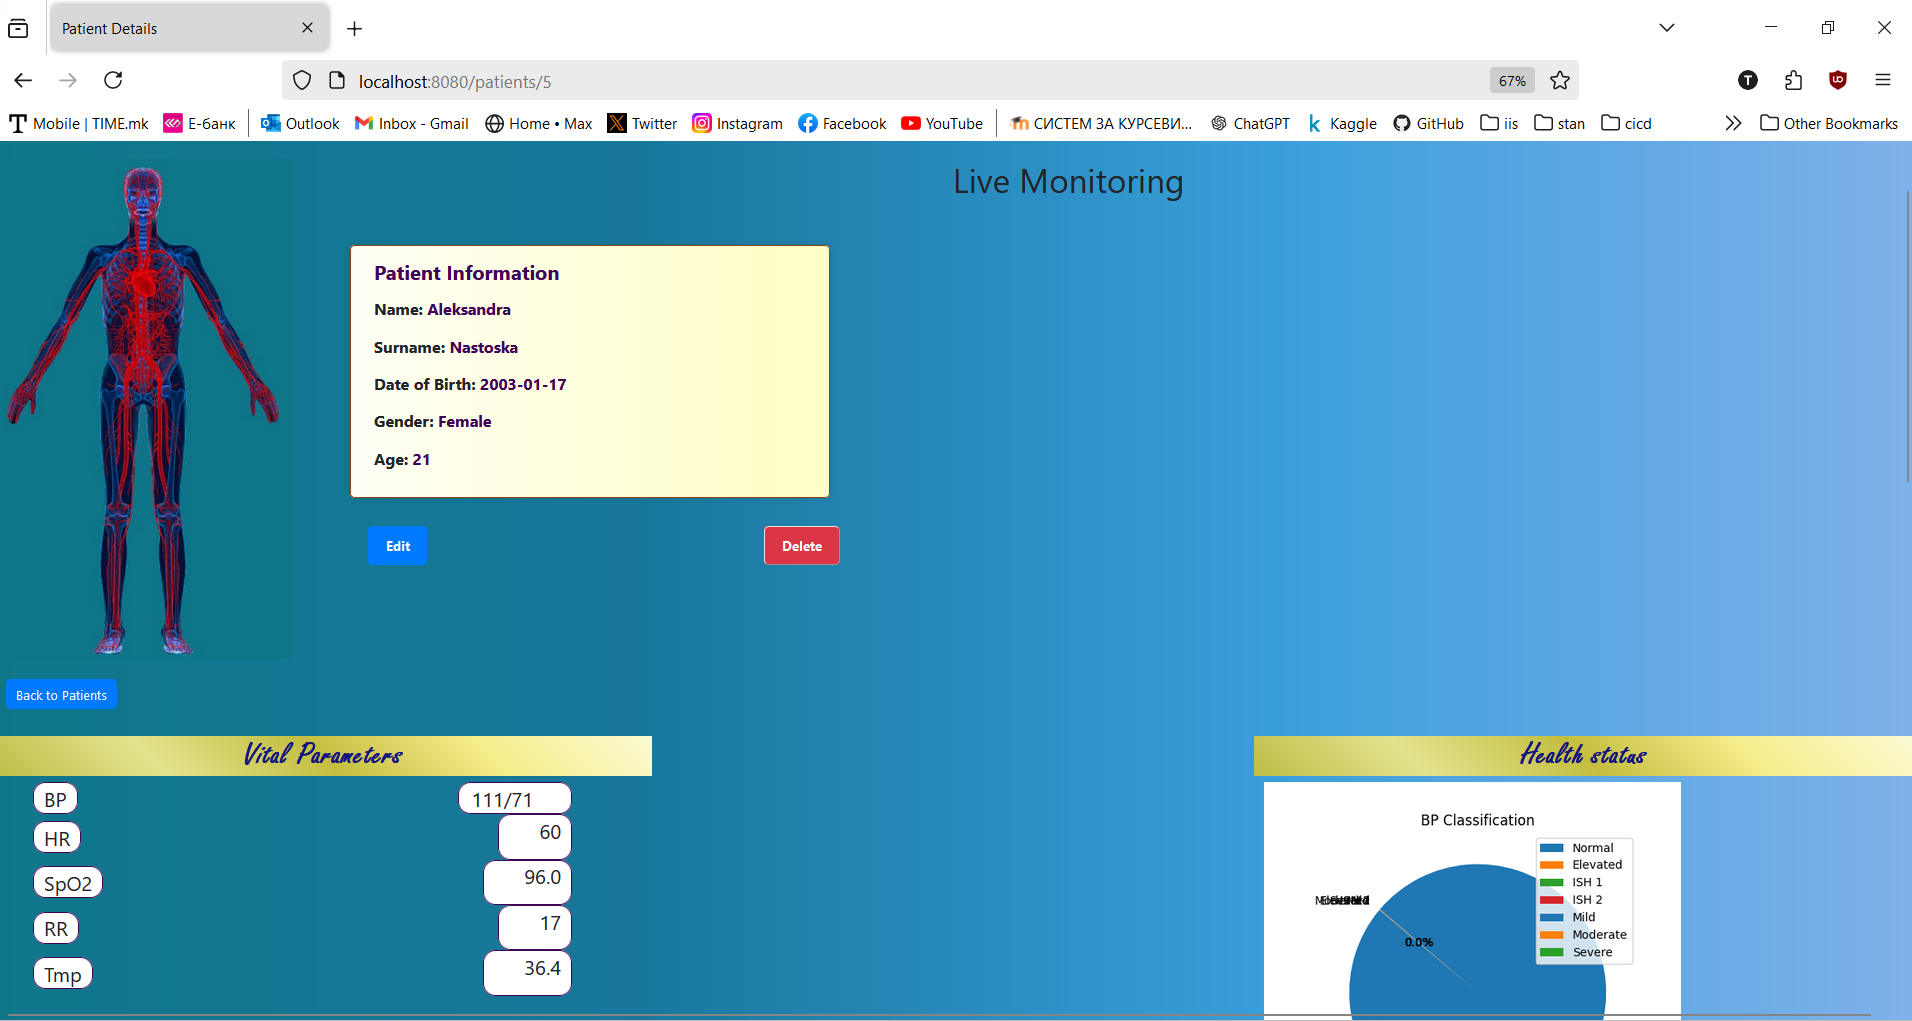 Patient Details
localhost:8080/patients/5
67%
T
Mobile | TIME.mk
Е-банк
Outlook
Inbox - Gmail
Home • Max
Twitter
Instagram
Facebook
YouTube
СИСТЕМ ЗА КУРСЕВИ...
ChatGPT
Kaggle
GitHub
iis
stan
cicd
Other Bookmarks
Live Monitoring
Patient Information
Name: Aleksandra
Surname: Nastoska
Date of Birth: 2003-01-17
Gender: Female
Age: 21
Edit
Delete
Back to Patients
Vital Parameters
BP
111/71
HR
60
SpO2
96.0
RR
17
Tmp
36.4
Health status
BP Classification
Normal
Elevated
ISH 1
ISH 2
Mild
Moderate
Severe
0.0%